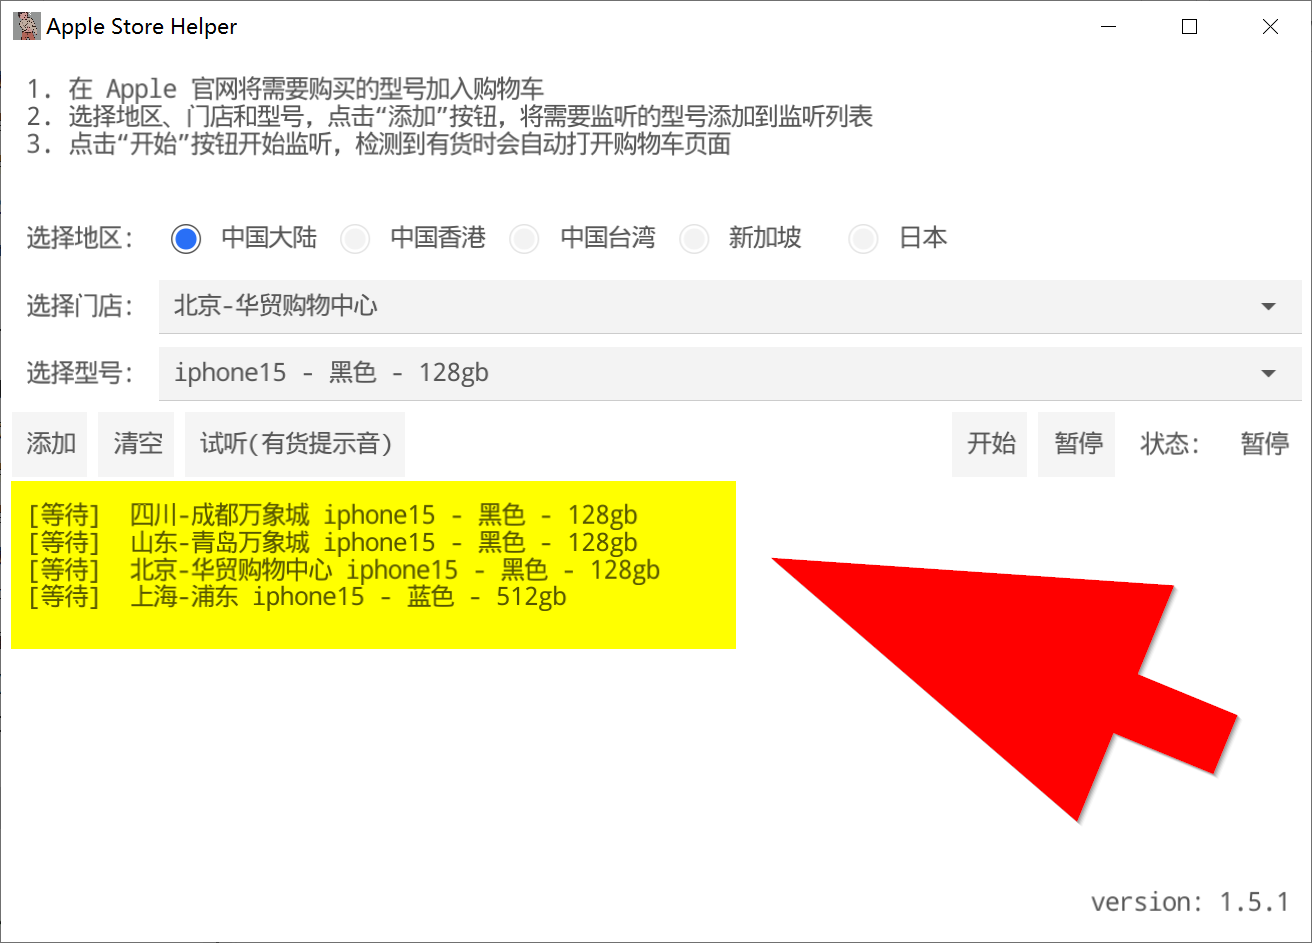 Apple Store Helper
1. 在 Apple 官网将需要购买的型号加入购物车
2. 选择地区、门店和型号，点击“添加”按钮，将需要监听的型号添加到监听列表
3. 点击“开始”按钮开始监听，检测到有货时会自动打开购物车页面
选择地区： 中国大陆 中国香港 中国台湾 新加坡 日本
选择门店： 北京-华贸购物中心
选择型号： iphone15 - 黑色 - 128gb
添加 清空 试听(有货提示音) 开始 暂停 状态： 暂停
[等待] 四川-成都万象城 iphone15 - 黑色 - 128gb
[等待] 山东-青岛万象城 iphone15 - 黑色 - 128gb
[等待] 北京-华贸购物中心 iphone15 - 黑色 - 128gb
[等待] 上海-浦东 iphone15 - 蓝色 - 512gb
version: 1.5.1